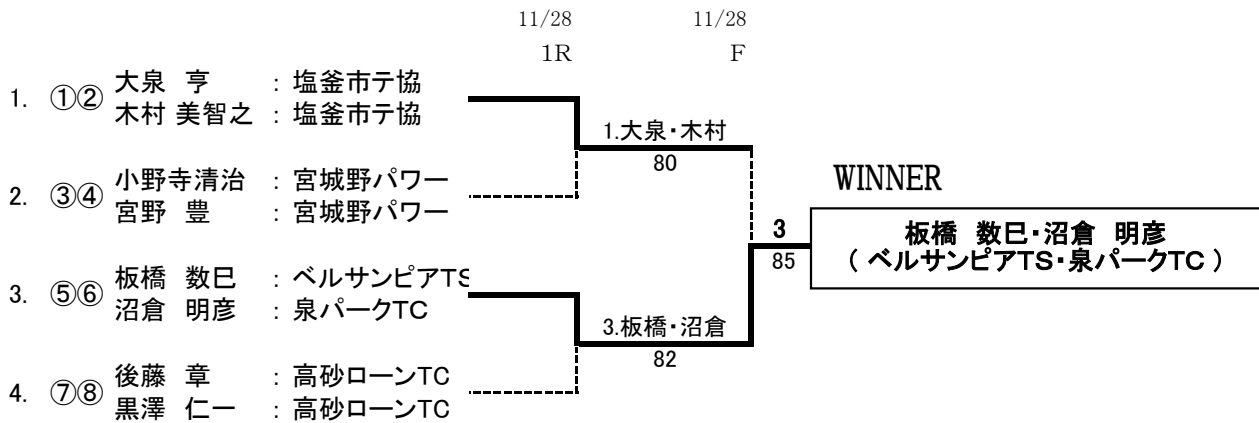 11/28 11/28
1R F
1. ①② 大泉 亨 : 塩釜市テ協
木村 美智之 : 塩釜市テ協
1.大泉・木村
80
2. ③④ 小野寺清治 : 宮城野パワー
宮野 豊 : 宮城野パワー
WINNER
3
85
板橋 数巳・沼倉 明彦
( ベルサンピアTS・泉パークTC )
3. ⑤⑥ 板橋 数巳 : ベルサンピアTS
沼倉 明彦 : 泉パークTC
3.板橋・沼倉
82
4. ⑦⑧ 後藤 章 : 高砂ローンTC
黒澤 仁一 : 高砂ローンTC